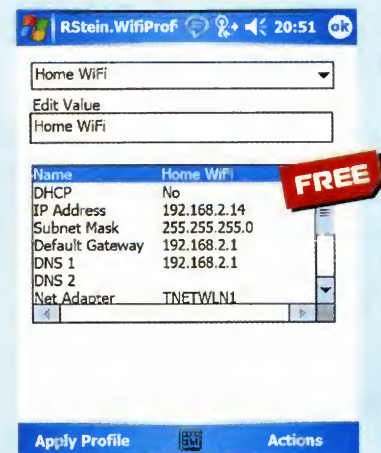 RStein.WifiProfi 20:51 ok
Home WiFi
Edit Value
Home WiFi
Name Home WiFi
FREE
DHCP No
IP Address 192.168.2.14
Subnet Mask 255.255.255.0
Default Gateway 192.168.2.1
DNS 1 192.168.2.1
DNS 2
Net Adapter TNETWLN1
Apply Profile Actions